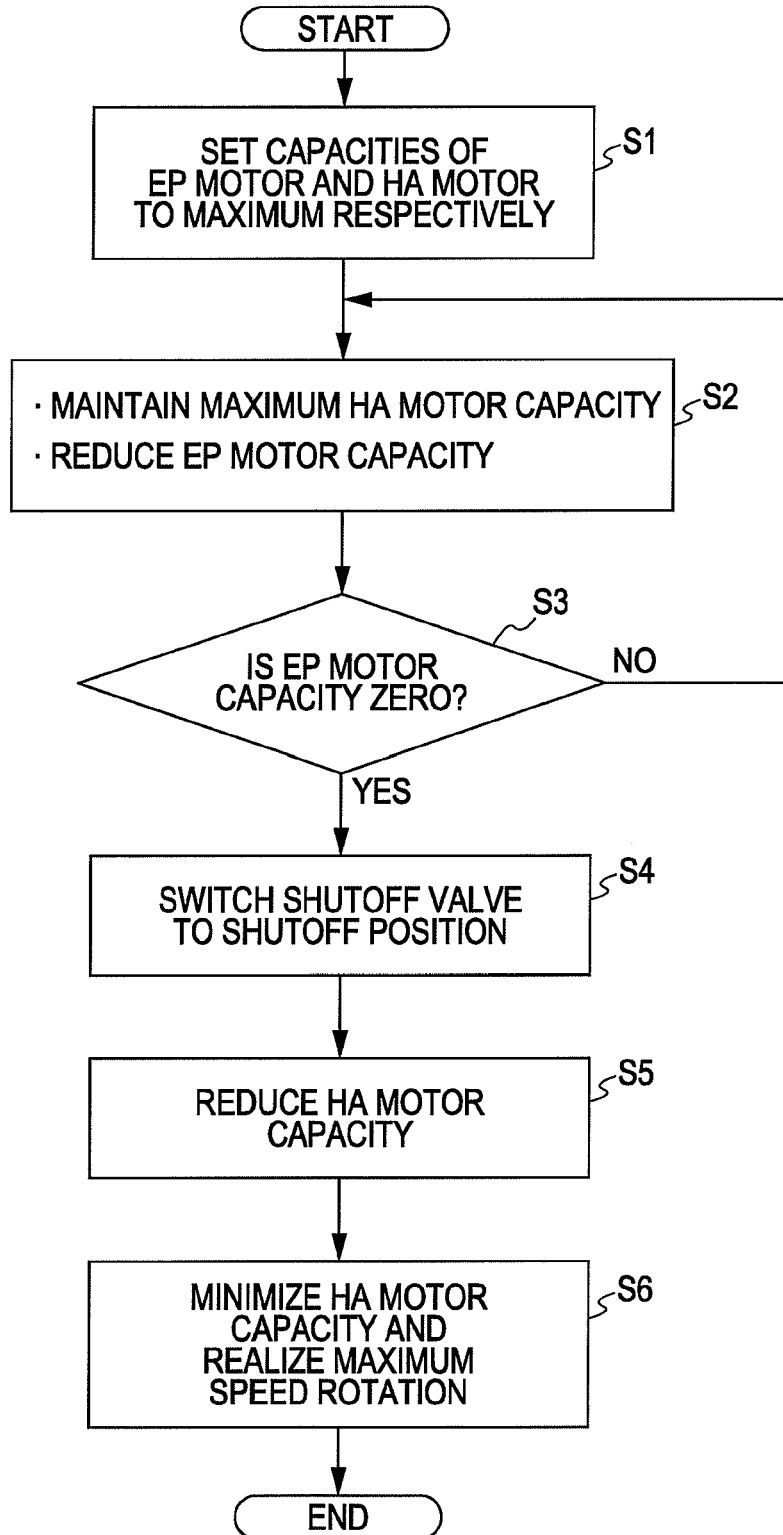 START
SET CAPACITIES OF
EP MOTOR AND HA MOTOR
TO MAXIMUM RESPECTIVELY
S1
· MAINTAIN MAXIMUM HA MOTOR CAPACITY
· REDUCE EP MOTOR CAPACITY
S2
S3
IS EP MOTOR
CAPACITY ZERO?
NO
YES
SWITCH SHUTOFF VALVE
TO SHUTOFF POSITION
S4
REDUCE HA MOTOR
CAPACITY
S5
MINIMIZE HA MOTOR
CAPACITY AND
REALIZE MAXIMUM
SPEED ROTATION
S6
END